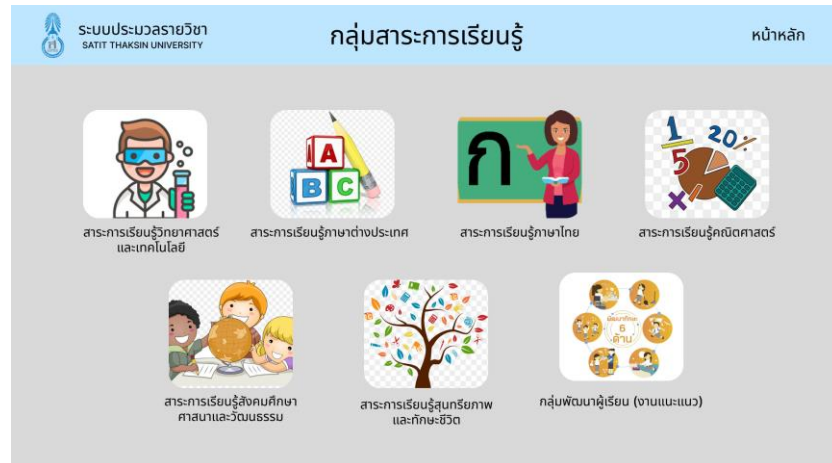 ระบบประมวลรายวิชา
SATIT THAKSIN UNIVERSITY
กลุ่มสาระการเรียนรู้
หน้าหลัก
A
B C
ก
1
5
20%
สาระการเรียนรู้วิทยาศาสตร์
และเทคโนโลยี
สาระการเรียนรู้ภาษาต่างประเทศ
สาระการเรียนรู้ภาษาไทย
สาระการเรียนรู้คณิตศาสตร์
พัฒนาทักษะ
6
ด้าน
สาระการเรียนรู้สังคมศึกษา
ศาสนาและวัฒนธรรม
สาระการเรียนรู้สุนทรียภาพ
และทักษะชีวิต
กลุ่มพัฒนาผู้เรียน (งานแนะแนว)